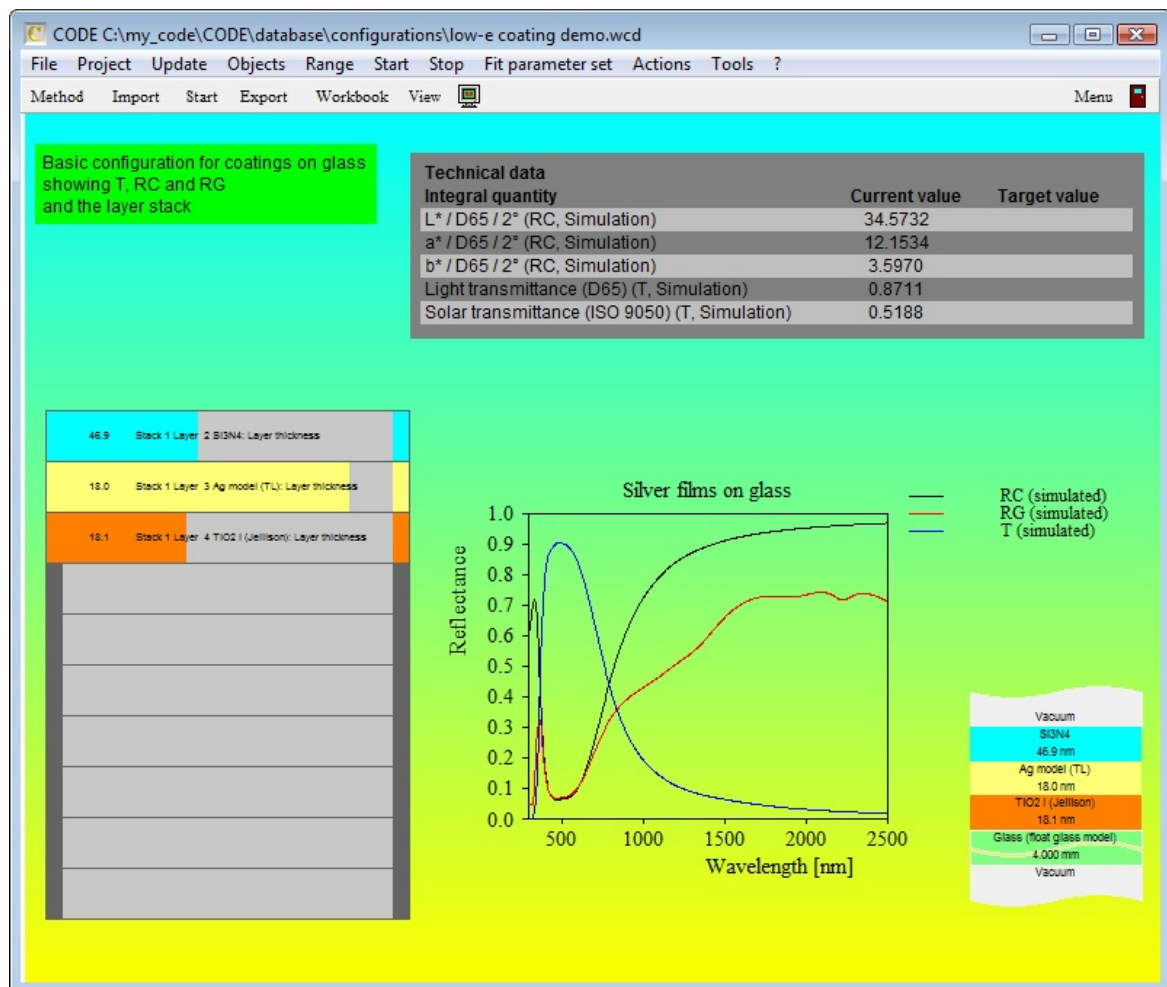 CODE C:\my_code\CODE\database\configurations\low-e coating demo.wcd
File Project Update Objects Range Start Stop Fit parameter set Actions Tools ?
Method Import Start Export Workbook View Menu
Basic configuration for coatings on glass
showing T, RC and RG
and the layer stack
Technical data
Integral quantity Current value Target value
L* / D65 / 2° (RC, Simulation) 34.5732
a* / D65 / 2° (RC, Simulation) 12.1534
b* / D65 / 2° (RC, Simulation) 3.5970
Light transmittance (D65) (T, Simulation) 0.8711
Solar transmittance (ISO 9050) (T, Simulation) 0.5188
46.9 Stack 1 Layer 2 SI3N4: Layer thickness
18.0 Stack 1 Layer 3 Ag model (TL): Layer thickness
18.1 Stack 1 Layer 4 TIO2 I (Jellison): Layer thickness
Silver films on glass
RC (simulated)
RG (simulated)
T (simulated)
Reflectance
1.0
0.9
0.8
0.7
0.6
0.5
0.4
0.3
0.2
0.1
0.0
500 1000 1500 2000 2500
Wavelength [nm]
Vacuum
SI3N4
46.9 nm
Ag model (TL)
18.0 nm
TIO2 I (Jellison)
18.1 nm
Glass (float glass model)
4.000 mm
Vacuum